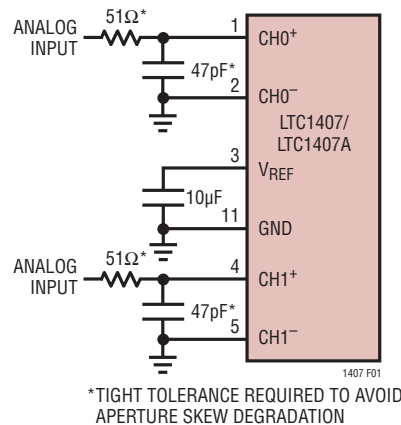 ANALOG
INPUT
51Ω*
47pF*
1
CH0+
2
CH0−
LTC1407/
LTC1407A
3
VREF
10µF
11
GND
ANALOG
INPUT
51Ω*
47pF*
4
CH1+
5
CH1−
1407 F01
*TIGHT TOLERANCE REQUIRED TO AVOID
APERTURE SKEW DEGRADATION